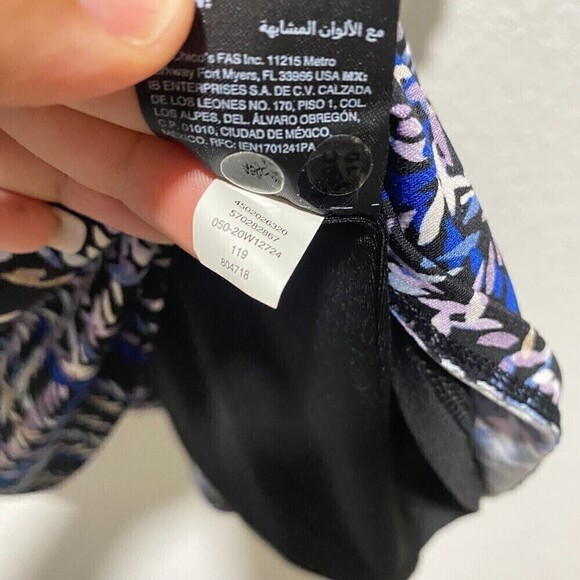 مع الألوان المشابهة
Chico's FAS Inc. 11215 Metro
Parkway Fort Myers, FL 33966 USA MX:
IB ENTERPRISES S.A. DE C.V. CALZADA
DE LOS LEONES NO. 170, PISO 1, COL.
LOS ALPES, DEL. ÁLVARO OBREGÓN,
C.P. 01010, CIUDAD DE MÉXICO,
MÉXICO. RFC: IEN1701241PA
4502026320
570282867
050-20W12724
119
804718